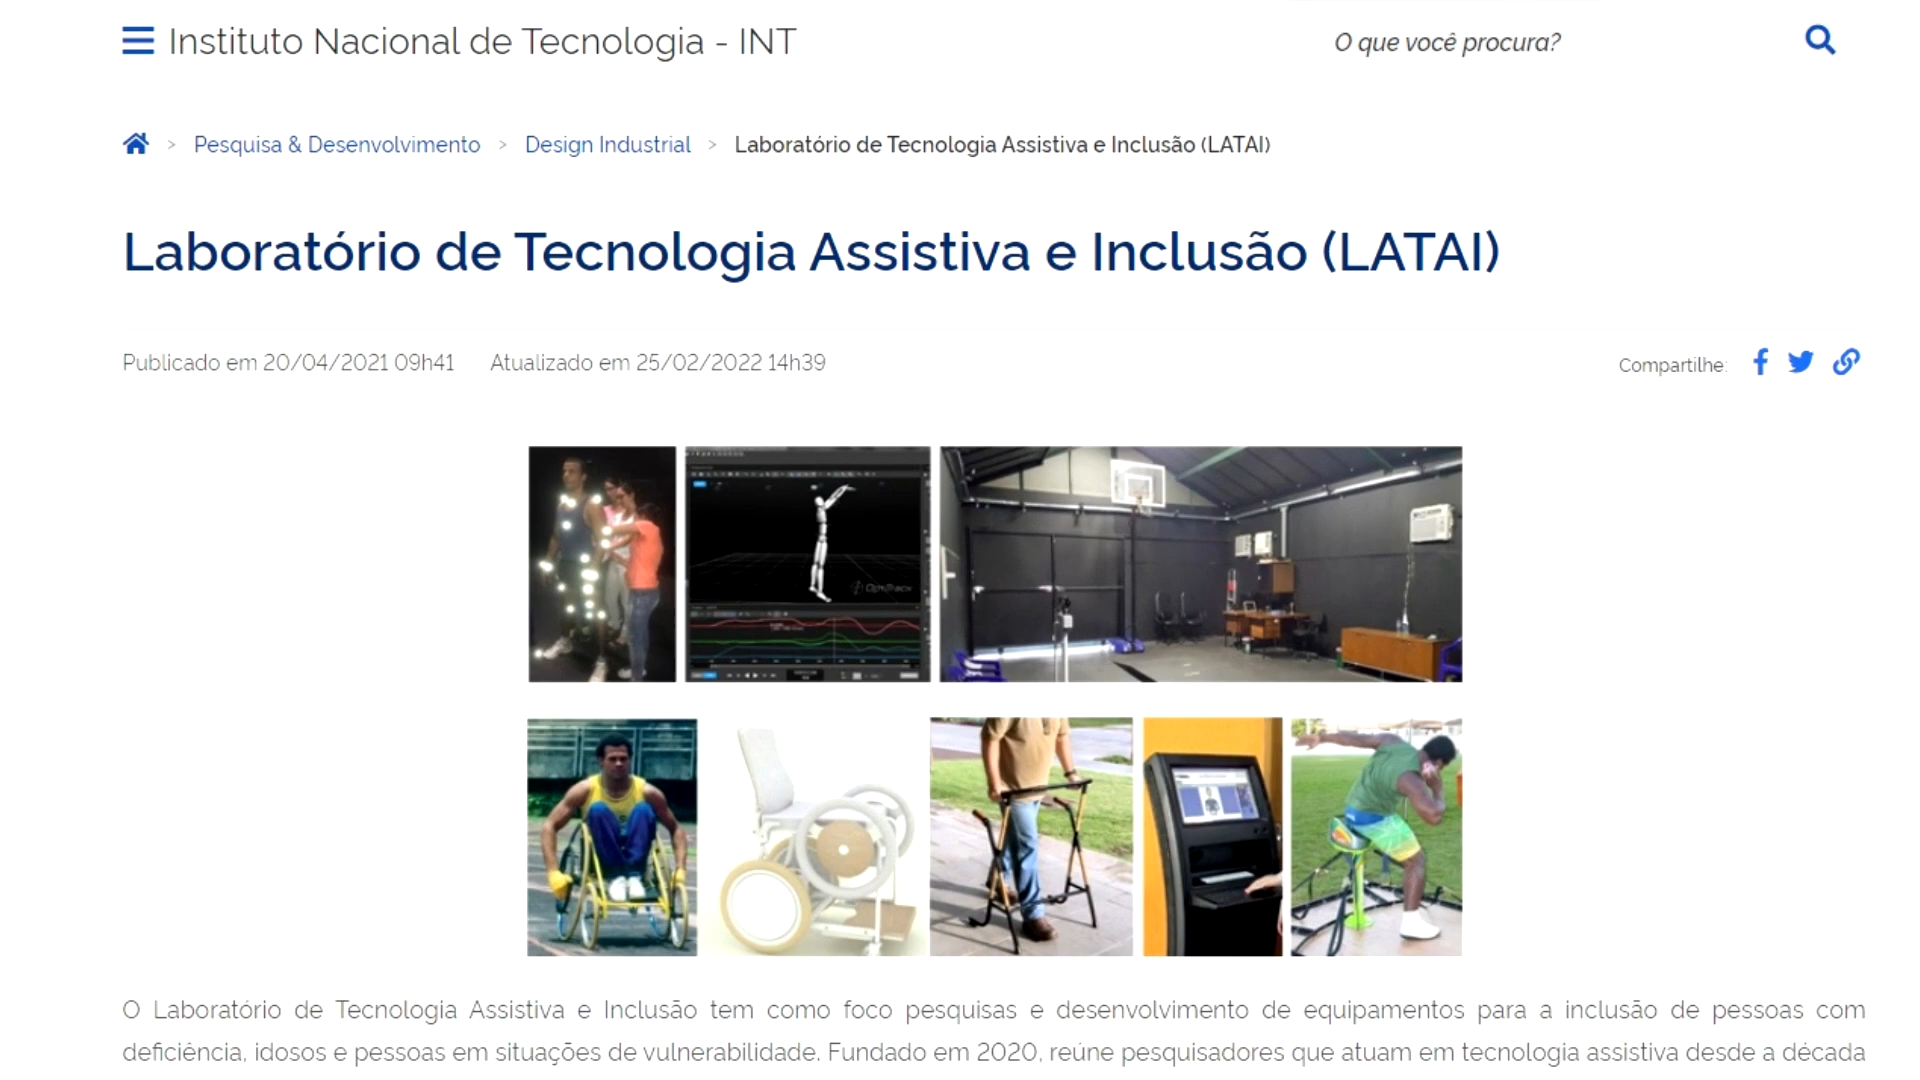 Instituto Nacional de Tecnologia - INT
O que você procura?
> Pesquisa & Desenvolvimento > Design Industrial > Laboratório de Tecnologia Assistiva e Inclusão (LATAI)
Laboratório de Tecnologia Assistiva e Inclusão (LATAI)
Publicado em 20/04/2021 09h41 Atualizado em 25/02/2022 14h39
Compartilhe:
OptiTrack
O Laboratório de Tecnologia Assistiva e Inclusão tem como foco pesquisas e desenvolvimento de equipamentos para a inclusão de pessoas com
deficiência, idosos e pessoas em situações de vulnerabilidade. Fundado em 2020, reúne pesquisadores que atuam em tecnologia assistiva desde a década